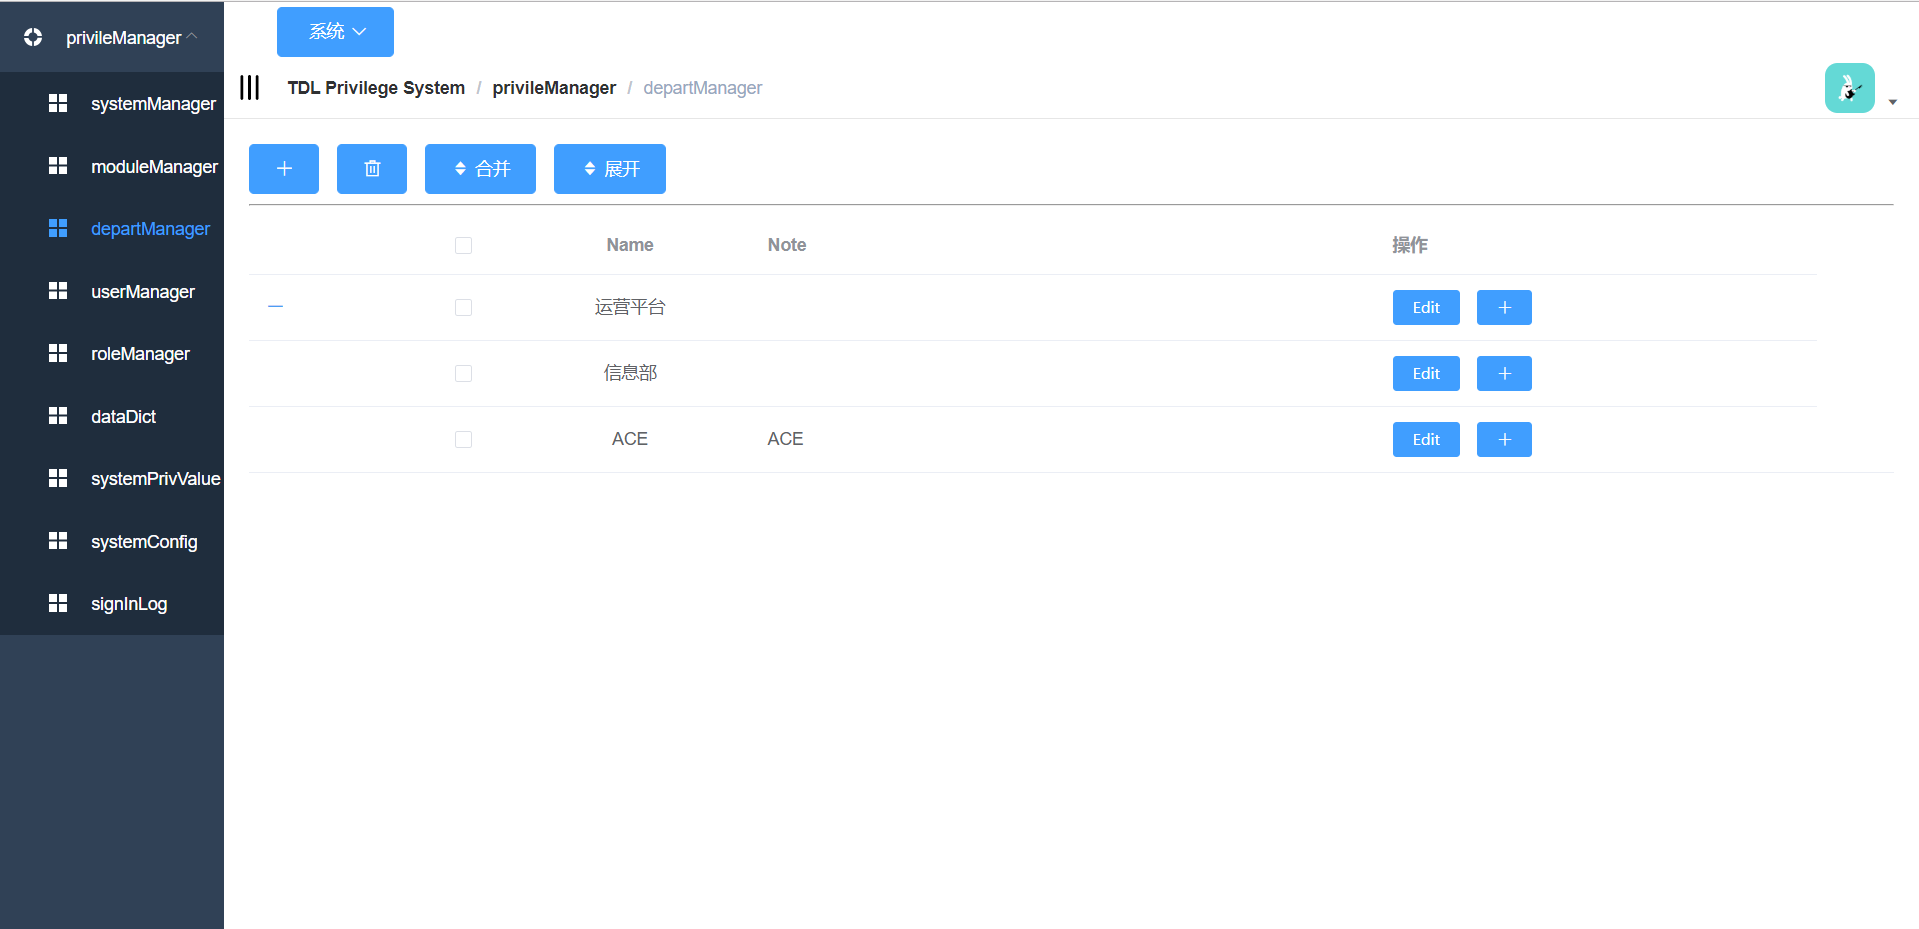 privileManager
系统
systemManager
moduleManager
departManager
userManager
roleManager
dataDict
systemPrivValue
systemConfig
signInLog
TDL Privilege System / privileManager / departManager
合并 展开
Name Note 操作
运营平台 Edit
信息部 Edit
ACE ACE Edit